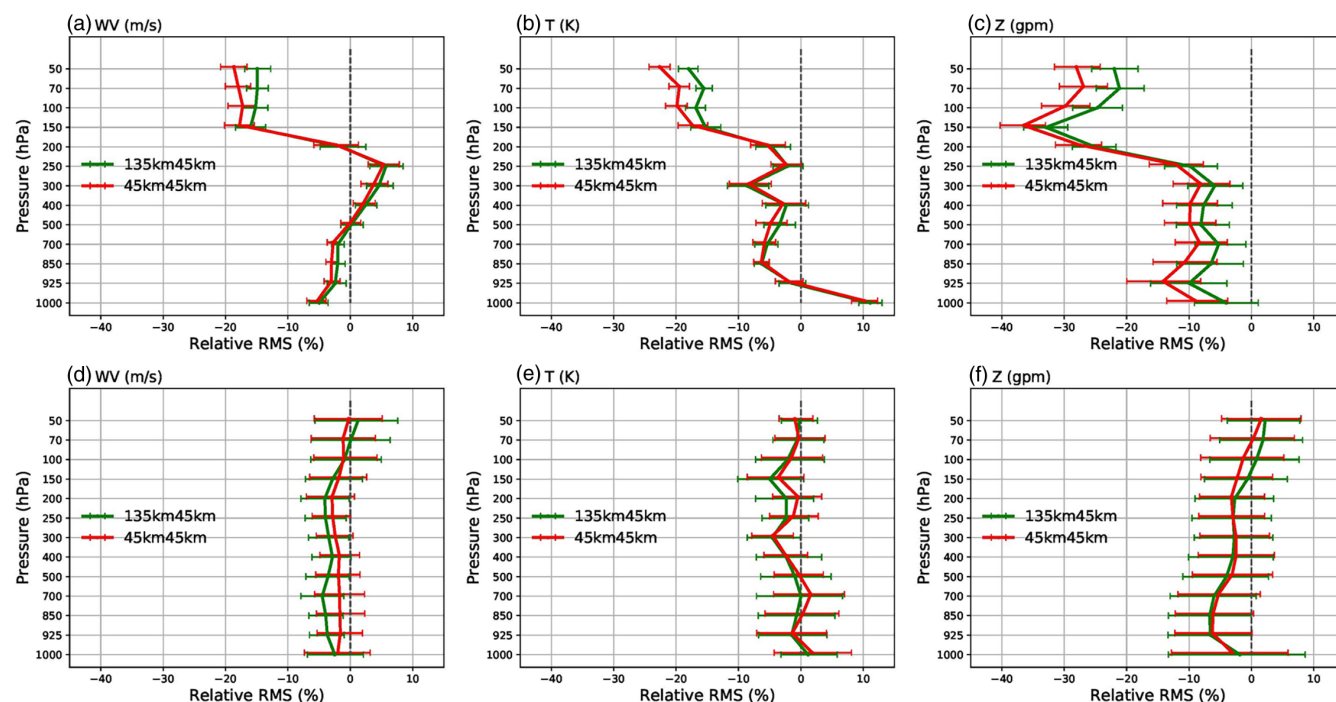 (a) WV (m/s)
Pressure (hPa)
50
70
100
150
200
250
300
400
500
700
850
925
1000
135km45km
45km45km
−40 −30 −20 −10 0 10
Relative RMS (%)
(b) T (K)
Pressure (hPa)
50
70
100
150
200
250
300
400
500
700
850
925
1000
135km45km
45km45km
−40 −30 −20 −10 0 10
Relative RMS (%)
(c) Z (gpm)
Pressure (hPa)
50
70
100
150
200
250
300
400
500
700
850
925
1000
135km45km
45km45km
−40 −30 −20 −10 0 10
Relative RMS (%)
(d) WV (m/s)
Pressure (hPa)
50
70
100
150
200
250
300
400
500
700
850
925
1000
135km45km
45km45km
−40 −30 −20 −10 0 10
Relative RMS (%)
(e) T (K)
Pressure (hPa)
50
70
100
150
200
250
300
400
500
700
850
925
1000
135km45km
45km45km
−40 −30 −20 −10 0 10
Relative RMS (%)
(f) Z (gpm)
Pressure (hPa)
50
70
100
150
200
250
300
400
500
700
850
925
1000
135km45km
45km45km
−40 −30 −20 −10 0 10
Relative RMS (%)